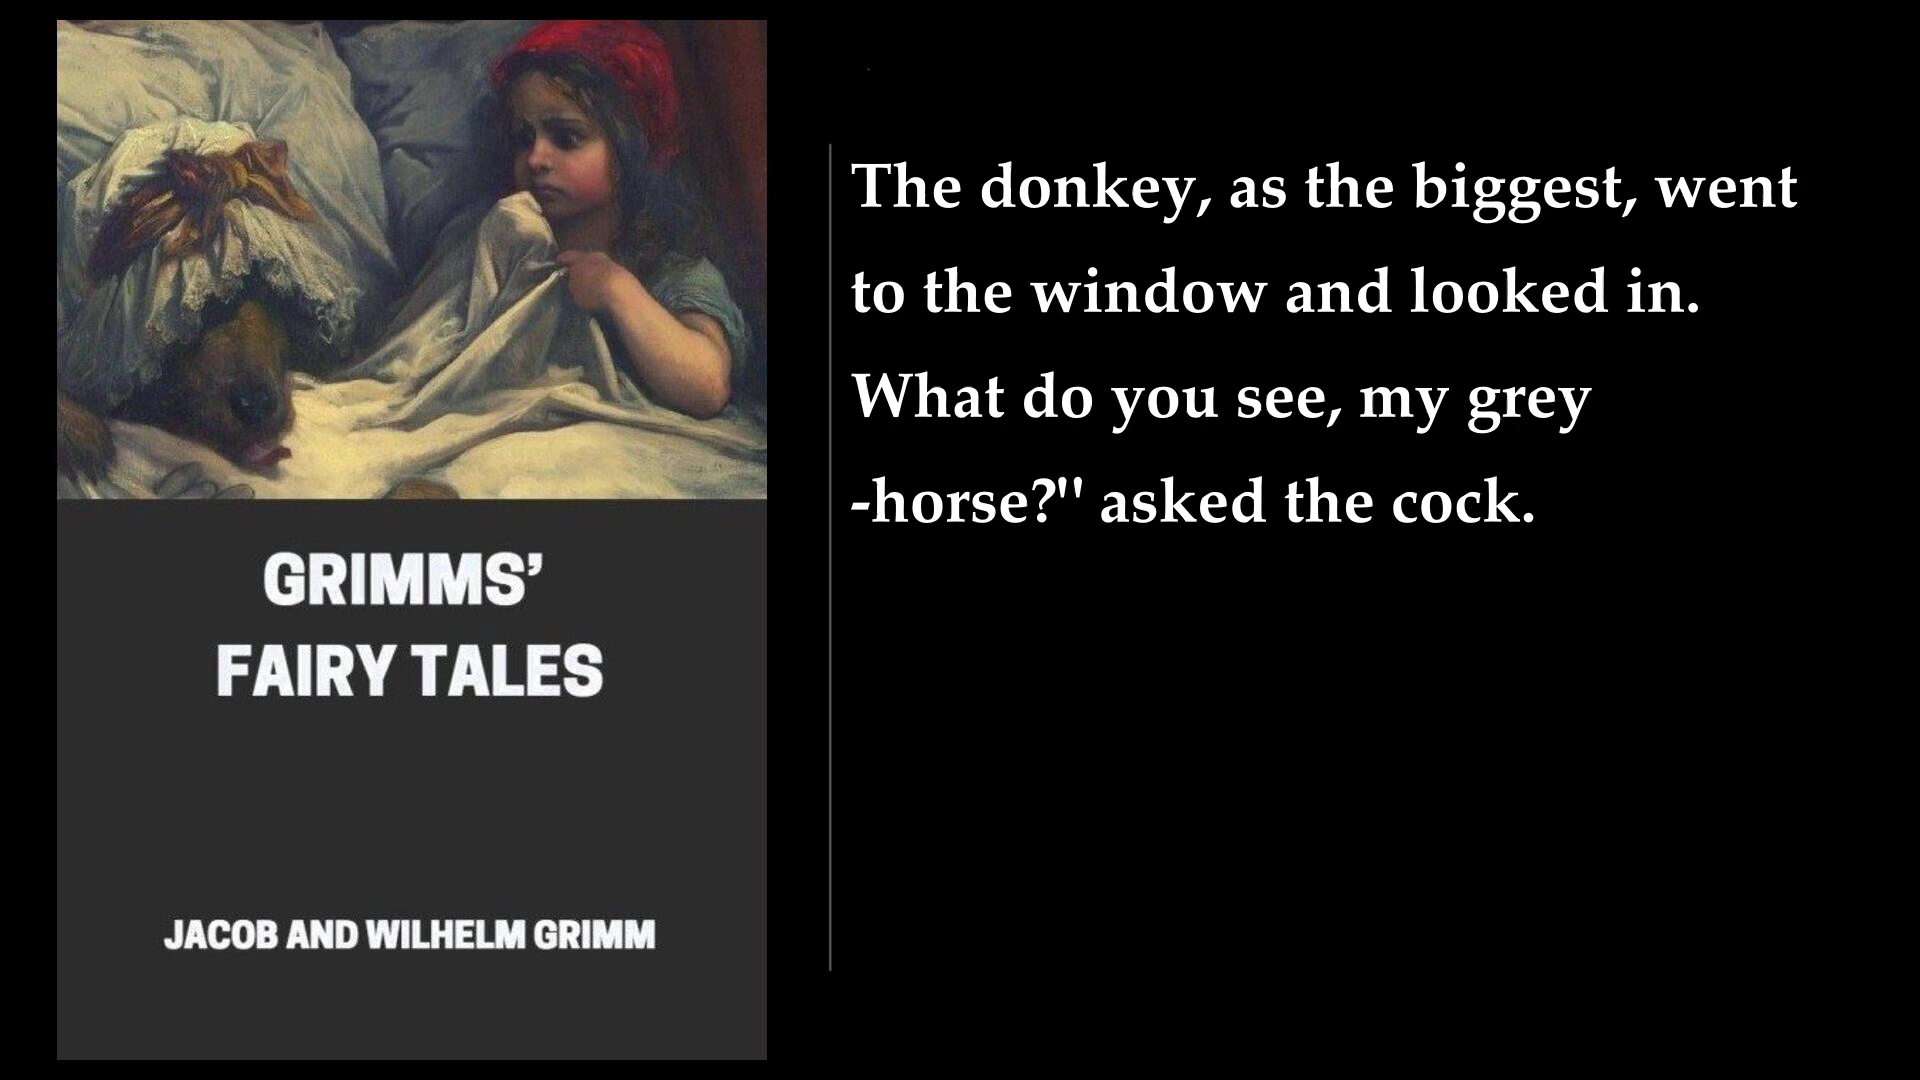 GRIMMS’
FAIRY TALES
JACOB AND WILHELM GRIMM
The donkey, as the biggest, went
to the window and looked in.
What do you see, my grey
-horse?" asked the cock.